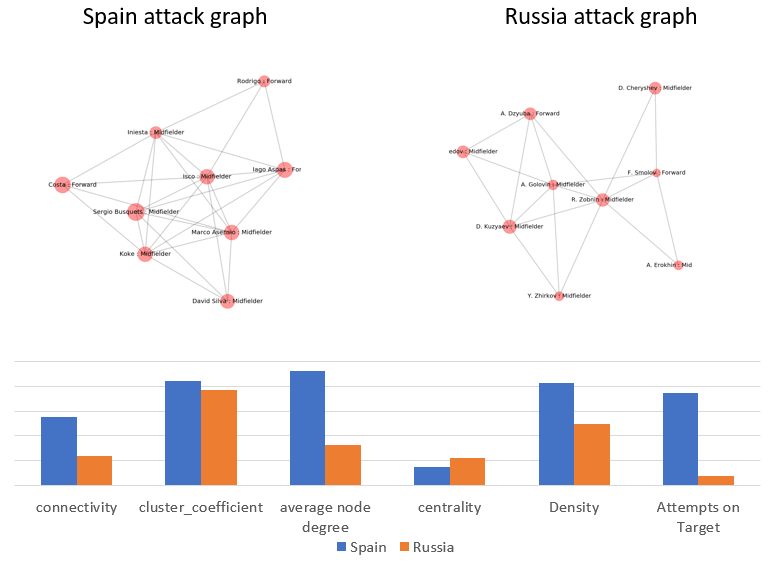 Spain attack graph
Russia attack graph
Rodrigo : Forward
Iniesta : Midfielder
Iago Aspas : For
Isco : Midfielder
Costa : Forward
Sergio Busquets : Midfielder
Marco Asensio : Midfielder
Koke : Midfielder
David Silva : Midfielder
D. Cheryshev : Midfielder
A. Dzyuba : Forward
edov : Midfielder
F. Smolov : Forward
A. Golovin : Midfielder
R. Zobnin : Midfielder
D. Kuzyaev : Midfielder
A. Erokhin : Mid
Y. Zhirkov : Midfielder
connectivity
cluster_coefficient
average node
degree
centrality
Density
Attempts on
Target
Spain
Russia